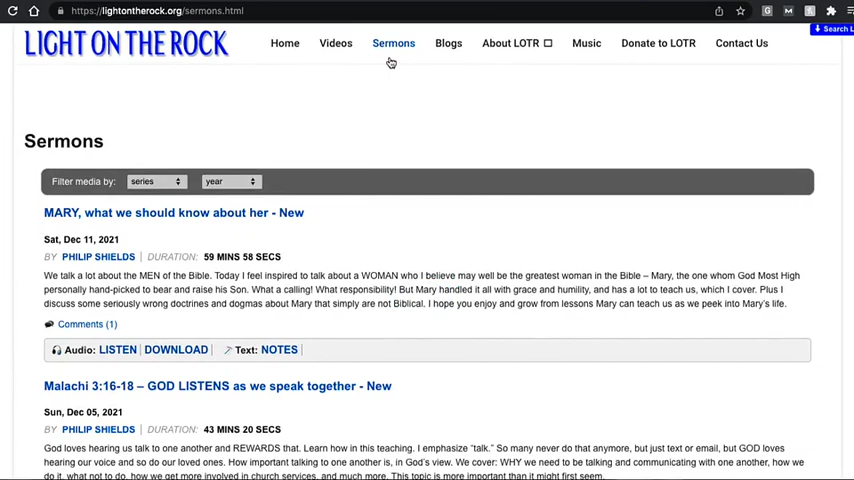 https://lightontherock.org/sermons.html
LIGHT ON THE ROCK
Home Videos Sermons Blogs About LOTR Music Donate to LOTR Contact Us
Search L
Sermons
Filter media by: series year
MARY, what we should know about her - New
Sat, Dec 11, 2021
BY PHILIP SHIELDS | DURATION: 59 MINS 58 SECS
We talk a lot about the MEN of the Bible. Today I feel inspired to talk about a WOMAN who I believe may well be the greatest woman in the Bible – Mary, the one whom God Most High
personally hand-picked to bear and raise his Son. What a calling! What responsibility! But Mary handled it all with grace and humility, and has a lot to teach us, which I cover. Plus I
discuss some seriously wrong doctrines and dogmas about Mary that simply are not Biblical. I hope you enjoy and grow from lessons Mary can teach us as we peek into Mary's life.
Comments (1)
Audio: LISTEN | DOWNLOAD | Text: NOTES |
Malachi 3:16-18 – GOD LISTENS as we speak together - New
Sun, Dec 05, 2021
BY PHILIP SHIELDS | DURATION: 43 MINS 20 SECS
God loves hearing us talk to one another and REWARDS that. Learn how in this teaching. I emphasize "talk." So many never do that anymore, but just text or email, but GOD loves
hearing our voice and so do our loved ones. How important talking to one another is, in God's view. We cover: WHY we need to be talking and communicating with one another, how we
do it, what not to do, how we get more involved in church services, and much more. This topic is more important than it might first seem.